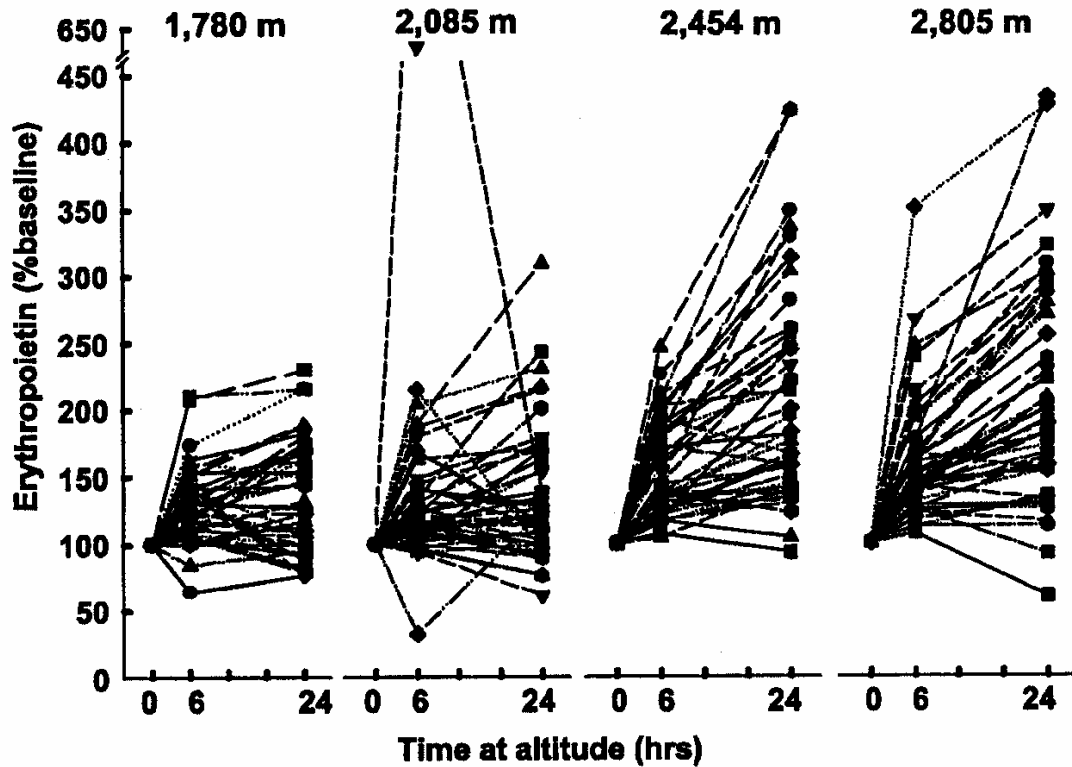 1,780 m 2,085 m 2,454 m 2,805 m
650
450
400
350
300
250
200
150
100
50
0
Erythropoietin (%baseline)
0 6 24 0 6 24 0 6 24 0 6 24
Time at altitude (hrs)